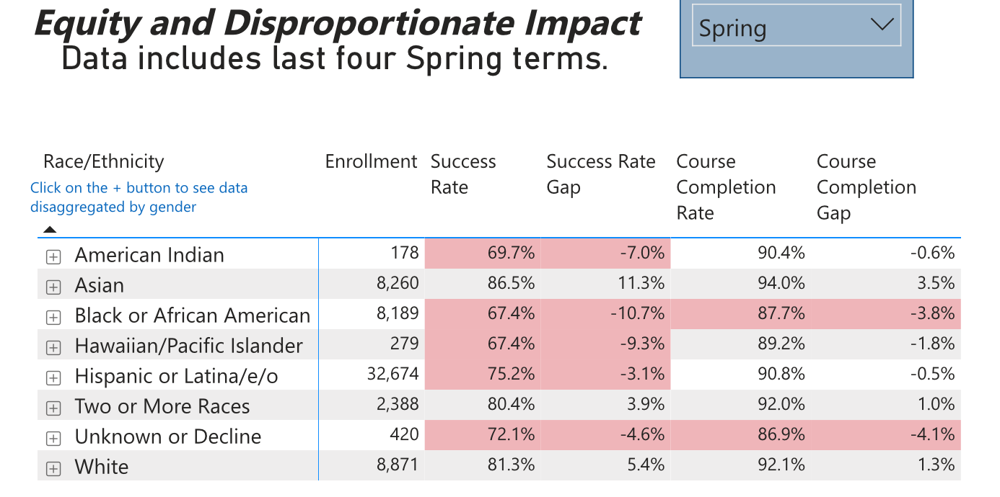 Equity and Disproportionate Impact
Data includes last four Spring terms.
Spring
Race/Ethnicity Enrollment Success Rate Success Rate Gap Course Completion Rate Course Completion Gap
Click on the + button to see data
disaggregated by gender
American Indian 178 69.7% -7.0% 90.4% -0.6%
Asian 8,260 86.5% 11.3% 94.0% 3.5%
Black or African American 8,189 67.4% -10.7% 87.7% -3.8%
Hawaiian/Pacific Islander 279 67.4% -9.3% 89.2% -1.8%
Hispanic or Latina/e/o 32,674 75.2% -3.1% 90.8% -0.5%
Two or More Races 2,388 80.4% 3.9% 92.0% 1.0%
Unknown or Decline 420 72.1% -4.6% 86.9% -4.1%
White 8,871 81.3% 5.4% 92.1% 1.3%